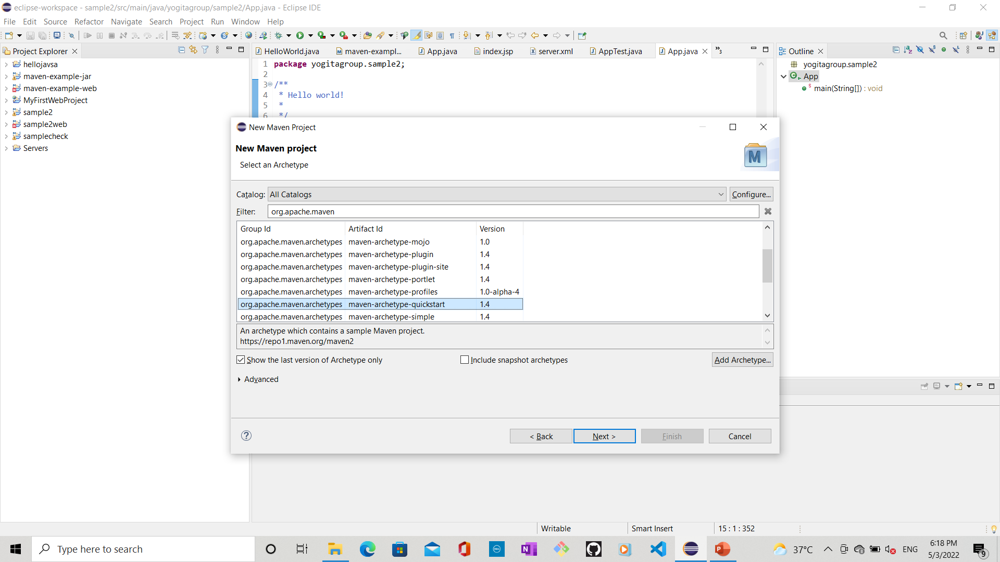 eclipse-workspace - sample2/src/main/java/yogitagroup/sample2/App.java - Eclipse IDE
File Edit Source Refactor Navigate Search Project Run Window Help
Project Explorer
hellojavsa
maven-example-jar
maven-example-web
MyFirstWebProject
sample2
sample2web
samplecheck
Servers
HelloWorld.java maven-exampl... App.java index.jsp server.xml AppTest.java App.java »3
1 package yogitagroup.sample2;
2
3 /**
4 * Hello world!
5 *
6 */
Outline
yogitagroup.sample2
App
main(String[]) : void
New Maven Project
New Maven project
Select an Archetype
Catalog: All Catalogs Configure...
Filter: org.apache.maven
Group Id Artifact Id Version
org.apache.maven.archetypes maven-archetype-mojo 1.0
org.apache.maven.archetypes maven-archetype-plugin 1.4
org.apache.maven.archetypes maven-archetype-plugin-site 1.4
org.apache.maven.archetypes maven-archetype-portlet 1.4
org.apache.maven.archetypes maven-archetype-profiles 1.0-alpha-4
org.apache.maven.archetypes maven-archetype-quickstart 1.4
org.apache.maven.archetypes maven-archetype-simple 1.4
An archetype which contains a sample Maven project.
https://repo1.maven.org/maven2
Show the last version of Archetype only Include snapshot archetypes Add Archetype...
Advanced
< Back Next > Finish Cancel
Writable Smart Insert 15 : 1 : 352
Type here to search
37°C ENG 6:18 PM
5/3/2022
9